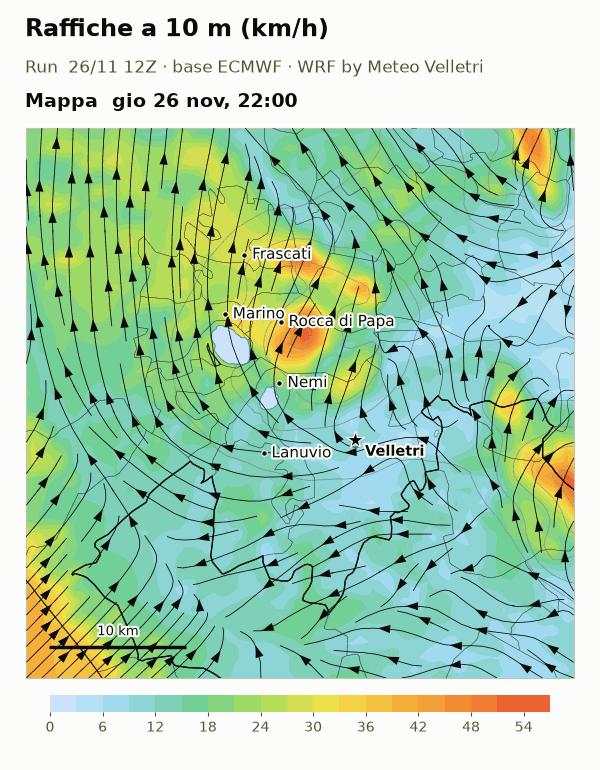 Raffiche a 10 m (km/h)
Run  26/11 12Z · base ECMWF · WRF by Meteo Velletri
Mappa  gio 26 nov, 22:00
Frascati
Marino
Rocca di Papa
Nemi
Velletri
Lanuvio
10 km
0 6 12 18 24 30 36 42 48 54